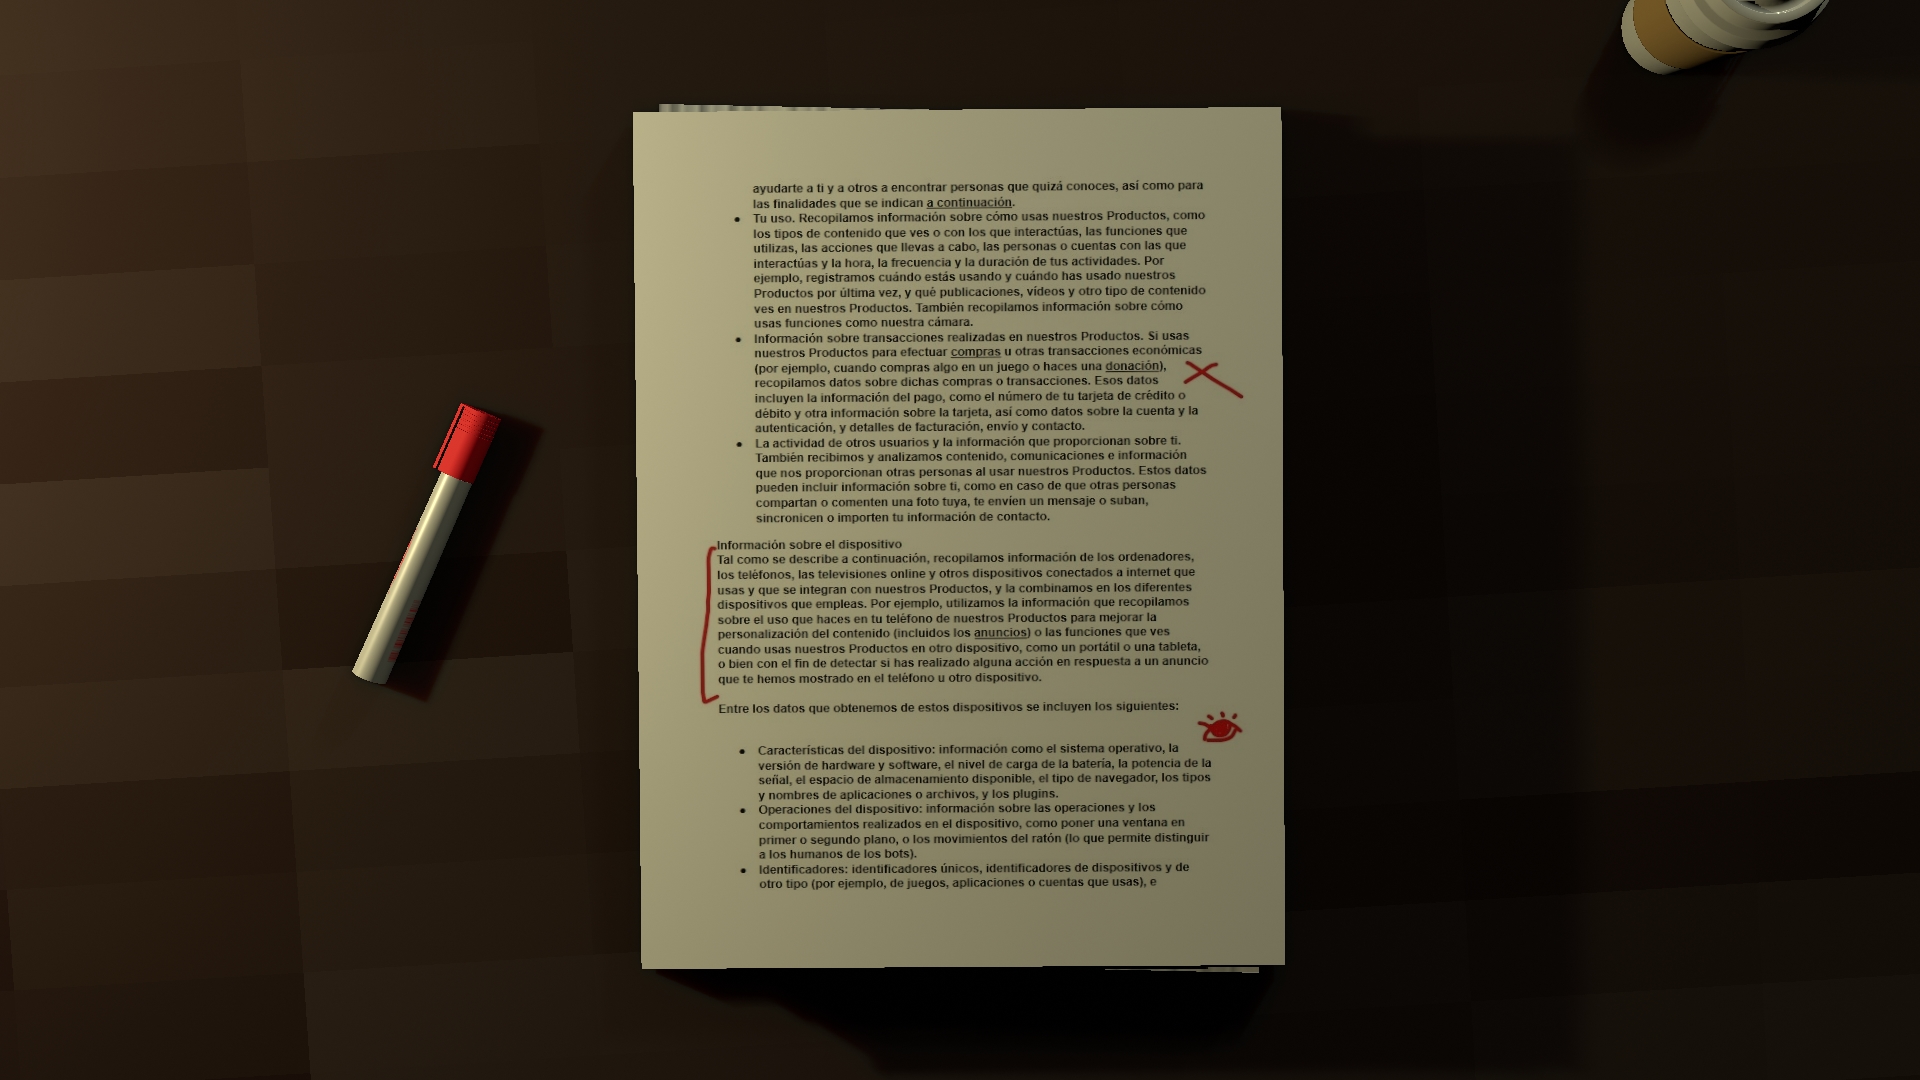 ayudarte a ti y a otros a encontrar personas que quizá conoces, así como para
las finalidades que se indican a continuación.
● Tu uso. Recopilamos información sobre cómo usas nuestros Productos, como
los tipos de contenido que ves o con los que interactúas, las funciones que
utilizas, las acciones que llevas a cabo, las personas o cuentas con las que
interactúas y la hora, la frecuencia y la duración de tus actividades. Por
ejemplo, registramos cuándo estás usando y cuándo has usado nuestros
Productos por última vez, y qué publicaciones, vídeos y otro tipo de contenido
ves en nuestros Productos. También recopilamos información sobre cómo
usas funciones como nuestra cámara.
● Información sobre transacciones realizadas en nuestros Productos. Si usas
nuestros Productos para efectuar compras u otras transacciones económicas
(por ejemplo, cuando compras algo en un juego o haces una donación),
recopilamos datos sobre dichas compras o transacciones. Esos datos
incluyen la información del pago, como el número de tu tarjeta de crédito o
débito y otra información sobre la tarjeta, así como datos sobre la cuenta y la
autenticación, y detalles de facturación, envío y contacto.
● La actividad de otros usuarios y la información que proporcionan sobre ti.
También recibimos y analizamos contenido, comunicaciones e información
que nos proporcionan otras personas al usar nuestros Productos. Estos datos
pueden incluir información sobre ti, como en caso de que otras personas
compartan o comenten una foto tuya, te envíen un mensaje o suban,
sincronicen o importen tu información de contacto.
Información sobre el dispositivo
Tal como se describe a continuación, recopilamos información de los ordenadores,
los teléfonos, las televisiones online y otros dispositivos conectados a internet que
usas y que se integran con nuestros Productos, y la combinamos en los diferentes
dispositivos que empleas. Por ejemplo, utilizamos la información que recopilamos
sobre el uso que haces en tu teléfono de nuestros Productos para mejorar la
personalización del contenido (incluidos los anuncios) o las funciones que ves
cuando usas nuestros Productos en otro dispositivo, como un portátil o una tableta,
o bien con el fin de detectar si has realizado alguna acción en respuesta a un anuncio
que te hemos mostrado en el teléfono u otro dispositivo.
Entre los datos que obtenemos de estos dispositivos se incluyen los siguientes:
● Características del dispositivo: información como el sistema operativo, la
versión de hardware y software, el nivel de carga de la batería, la potencia de la
señal, el espacio de almacenamiento disponible, el tipo de navegador, los tipos
y nombres de aplicaciones o archivos, y los plugins.
● Operaciones del dispositivo: información sobre las operaciones y los
comportamientos realizados en el dispositivo, como poner una ventana en
primer o segundo plano, o los movimientos del ratón (lo que permite distinguir
a los humanos de los bots).
● Identificadores: identificadores únicos, identificadores de dispositivos y de
otro tipo (por ejemplo, de juegos, aplicaciones o cuentas que usas), e